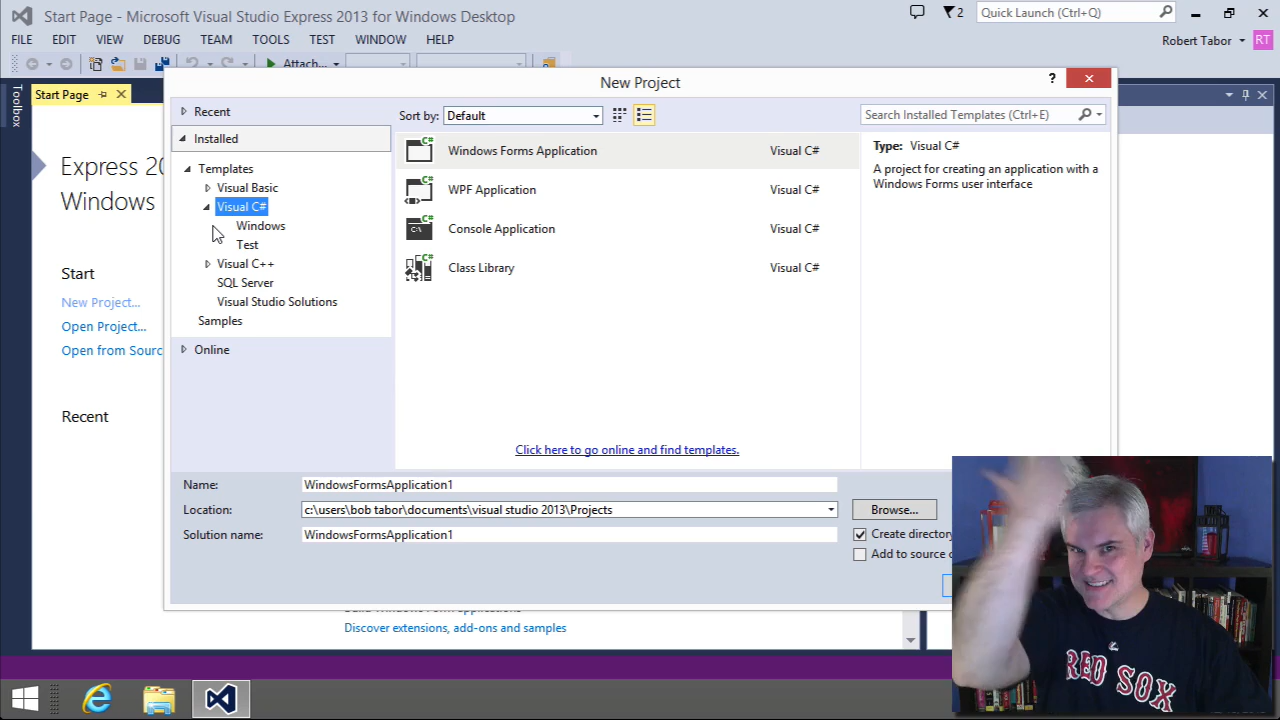 Start Page - Microsoft Visual Studio Express 2013 for Windows Desktop
2
Quick Launch (Ctrl+Q)
FILE EDIT VIEW DEBUG TEAM TOOLS TEST WINDOW HELP
Robert Tabor
RT
Attach...
Toolbox
Start Page
Express 20
Windows
Start
New Project...
Open Project...
Open from Sourc
Recent
New Project
?
Recent
Installed
Templates
Visual Basic
Visual C#
Windows
Test
Visual C++
SQL Server
Visual Studio Solutions
Samples
Online
Sort by: Default
Search Installed Templates (Ctrl+E)
Windows Forms Application Visual C#
WPF Application Visual C#
Console Application Visual C#
Class Library Visual C#
Type: Visual C#
A project for creating an application with a
Windows Forms user interface
Click here to go online and find templates.
Name: WindowsFormsApplication1
Location: c:\users\bob tabor\documents\visual studio 2013\Projects
Browse...
Solution name: WindowsFormsApplication1
Create directory
Add to source c
Discover extensions, add-ons and samples
RED SOX